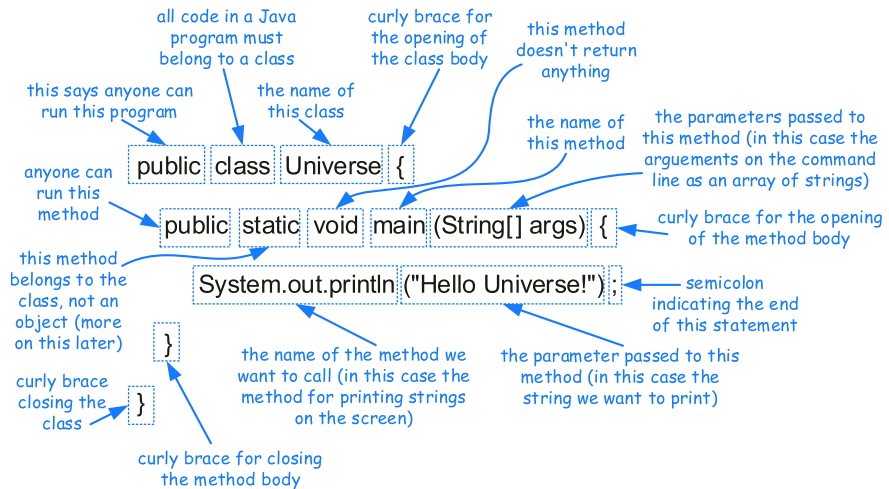 all code in a Java
program must
belong to a class
curly brace for
the opening of
the class body
this method
doesn't return
anything
this says anyone can
run this program
the name of
this class
the name of
this method
the parameters passed to
this method (in this case the
arguements on the command
line as an array of strings)
public class Universe {
anyone can
run this
method
public static void main (String[] args) {
curly brace for the opening
of the method body
this method
belongs to the
class, not an
object (more
on this later)
System.out.println ("Hello Universe!") ;
semicolon
indicating the end
of this statement
}
the name of the method we
want to call (in this case the
method for printing strings
on the screen)
the parameter passed to this
method (in this case the
string we want to print)
curly brace
closing the
class
}
curly brace for closing
the method body